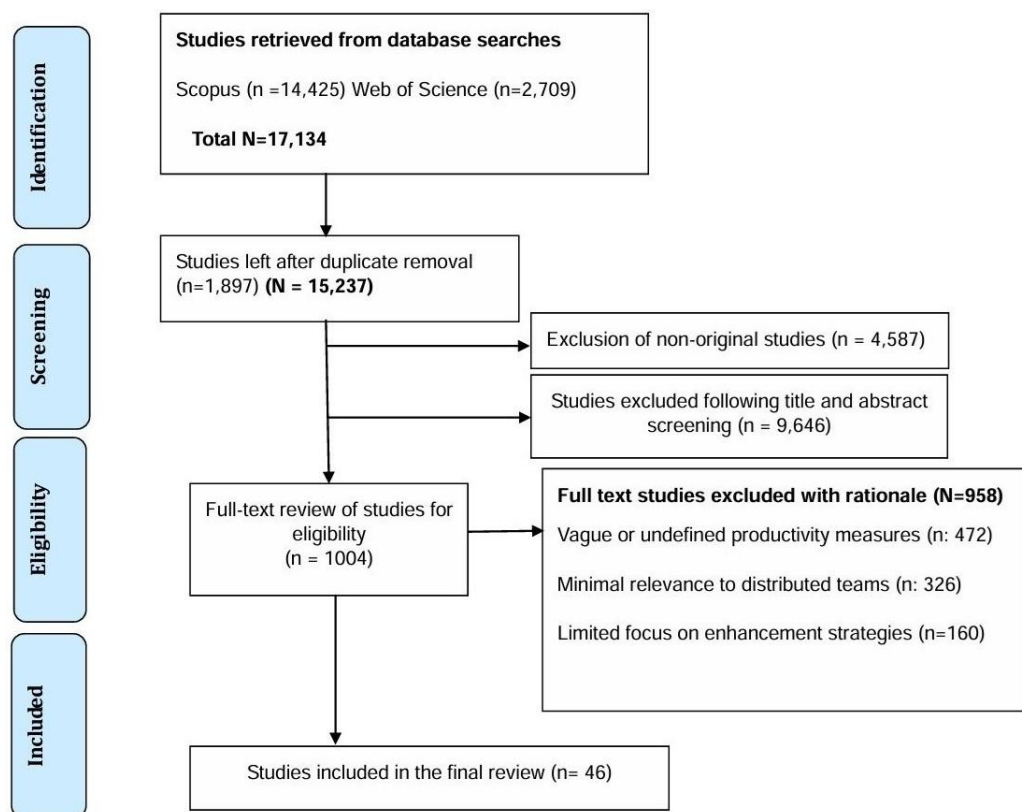 Identification
Studies retrieved from database searches
Scopus (n =14,425) Web of Science (n=2,709)
Total N=17,134
Screening
Studies left after duplicate removal
(n=1,897) (N = 15,237)
Exclusion of non-original studies (n = 4,587)
Studies excluded following title and abstract
screening (n = 9,646)
Eligibility
Full-text review of studies for
eligibility
(n = 1004)
Full text studies excluded with rationale (N=958)
Vague or undefined productivity measures (n: 472)
Minimal relevance to distributed teams (n: 326)
Limited focus on enhancement strategies (n=160)
Included
Studies included in the final review (n= 46)